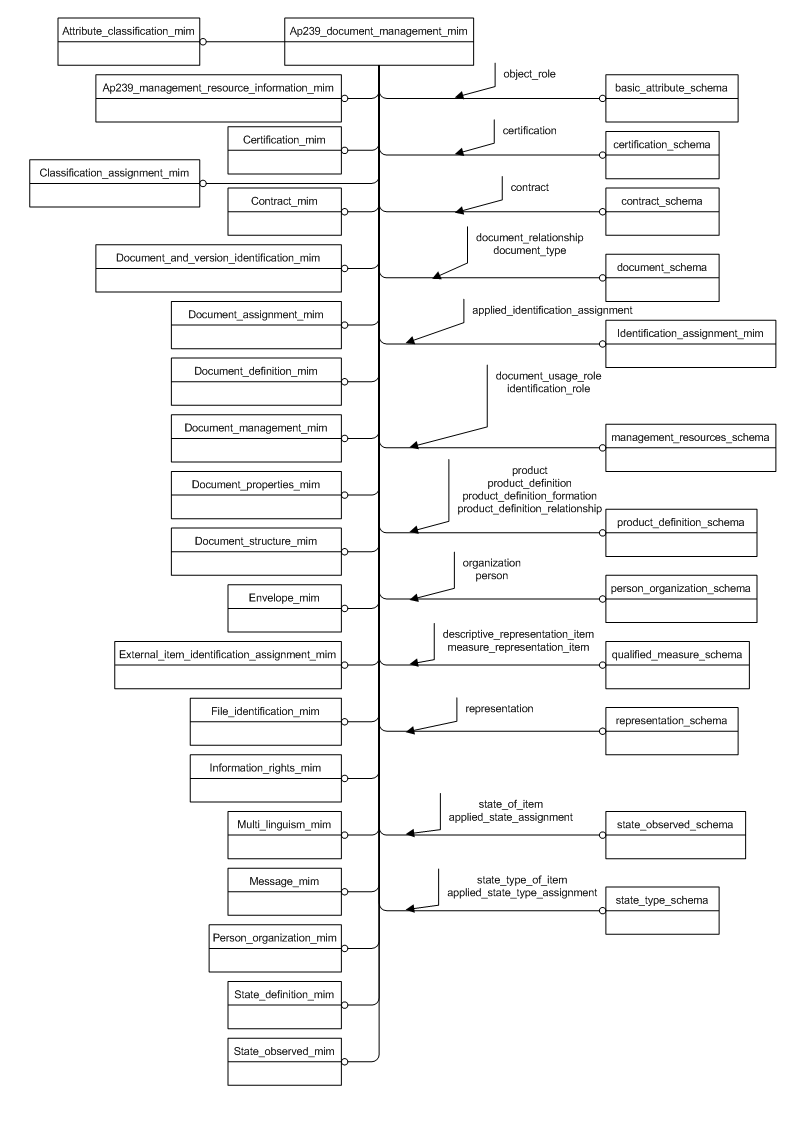 Attribute_classification_mim
Ap239_document_management_mim
Ap239_management_resource_information_mim
object_role
basic_attribute_schema
Certification_mim
certification
certification_schema
Classification_assignment_mim
Contract_mim
contract
contract_schema
Document_and_version_identification_mim
document_relationship
document_type
document_schema
Document_assignment_mim
applied_identification_assignment
Identification_assignment_mim
Document_definition_mim
document_usage_role
identification_role
Document_management_mim
management_resources_schema
Document_properties_mim
product
product_definition
product_definition_formation
product_definition_relationship
product_definition_schema
Document_structure_mim
Envelope_mim
organization
person
person_organization_schema
External_item_identification_assignment_mim
descriptive_representation_item
measure_representation_item
qualified_measure_schema
File_identification_mim
representation
representation_schema
Information_rights_mim
Multi_linguism_mim
state_of_item
applied_state_assignment
state_observed_schema
Message_mim
state_type_of_item
applied_state_type_assignment
state_type_schema
Person_organization_mim
State_definition_mim
State_observed_mim